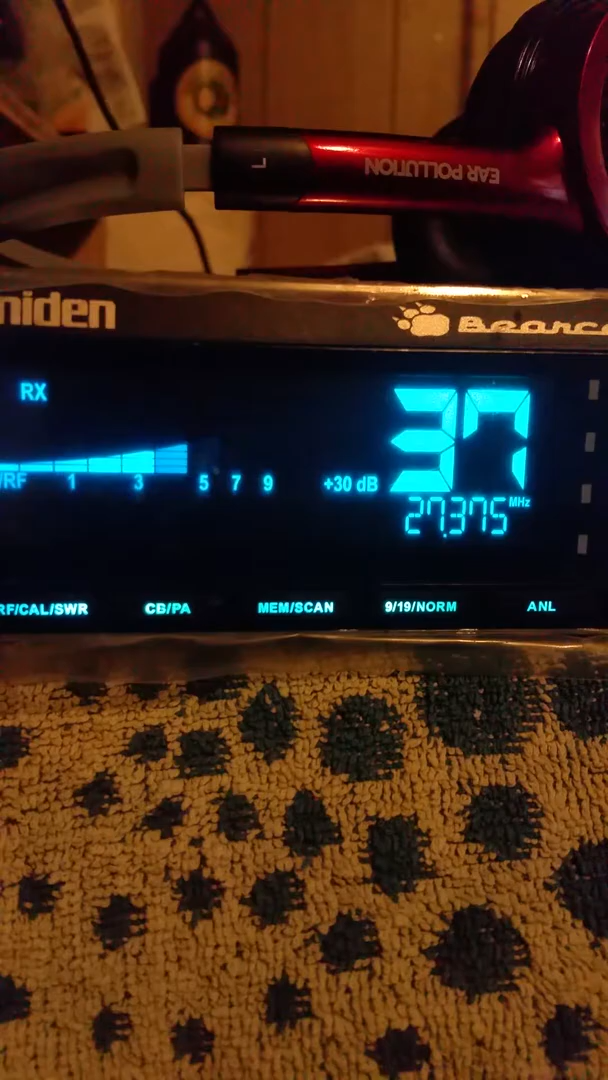 L
EAR POLLUTION
niden
Bearc
RX
37
/RF 1 3 5 7 9 +30 dB
27.375 MHz
RF/CAL/SWR CB/PA MEM/SCAN 9/19/NORM ANL